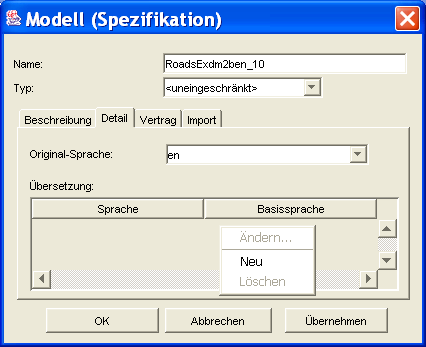 Modell (Spezifikation)
Name: RoadsExdm2ben_10
Typ: <uneingeschränkt>
Beschreibung Detail Vertrag Import
Original-Sprache: en
Übersetzung:
Sprache Basissprache
Ändern...
Neu
Löschen
OK Abbrechen Übernehmen